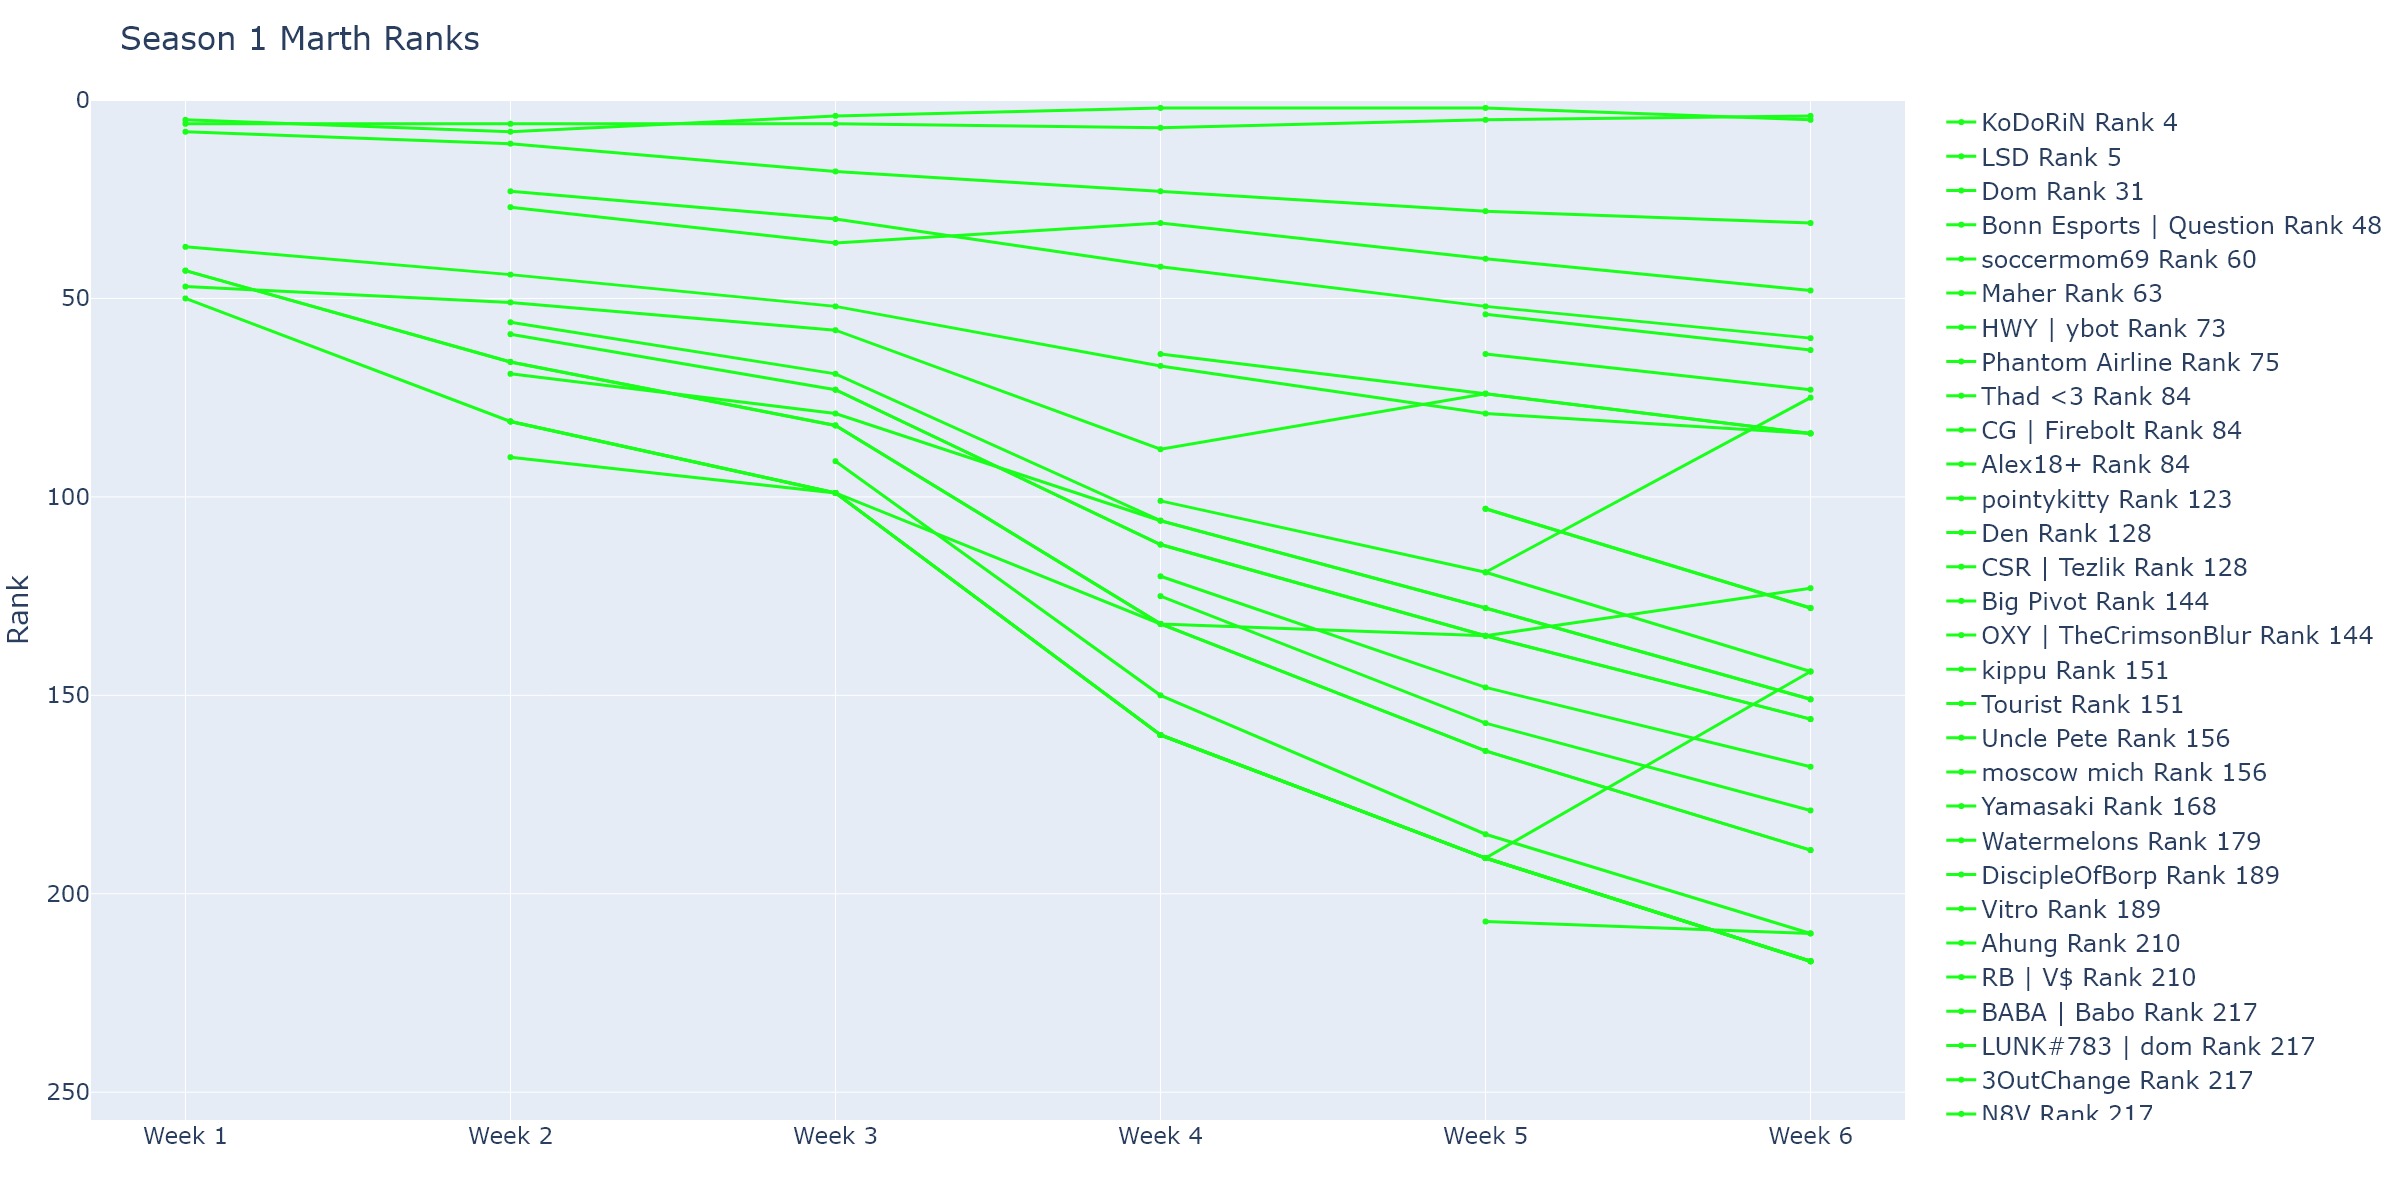 Season 1 Marth Ranks
Rank
0
50
100
150
200
250
Week 1
Week 2
Week 3
Week 4
Week 5
Week 6
KoDoRiN Rank 4
LSD Rank 5
Dom Rank 31
Bonn Esports | Question Rank 48
soccermom69 Rank 60
Maher Rank 63
HWY | ybot Rank 73
Phantom Airline Rank 75
Thad <3 Rank 84
CG | Firebolt Rank 84
Alex18+ Rank 84
pointykitty Rank 123
Den Rank 128
CSR | Tezlik Rank 128
Big Pivot Rank 144
OXY | TheCrimsonBlur Rank 144
kippu Rank 151
Tourist Rank 151
Uncle Pete Rank 156
moscow mich Rank 156
Yamasaki Rank 168
Watermelons Rank 179
DiscipleOfBorp Rank 189
Vitro Rank 189
Ahung Rank 210
RB | V$ Rank 210
BABA | Babo Rank 217
LUNK#783 | dom Rank 217
3OutChange Rank 217
N8V Rank 217